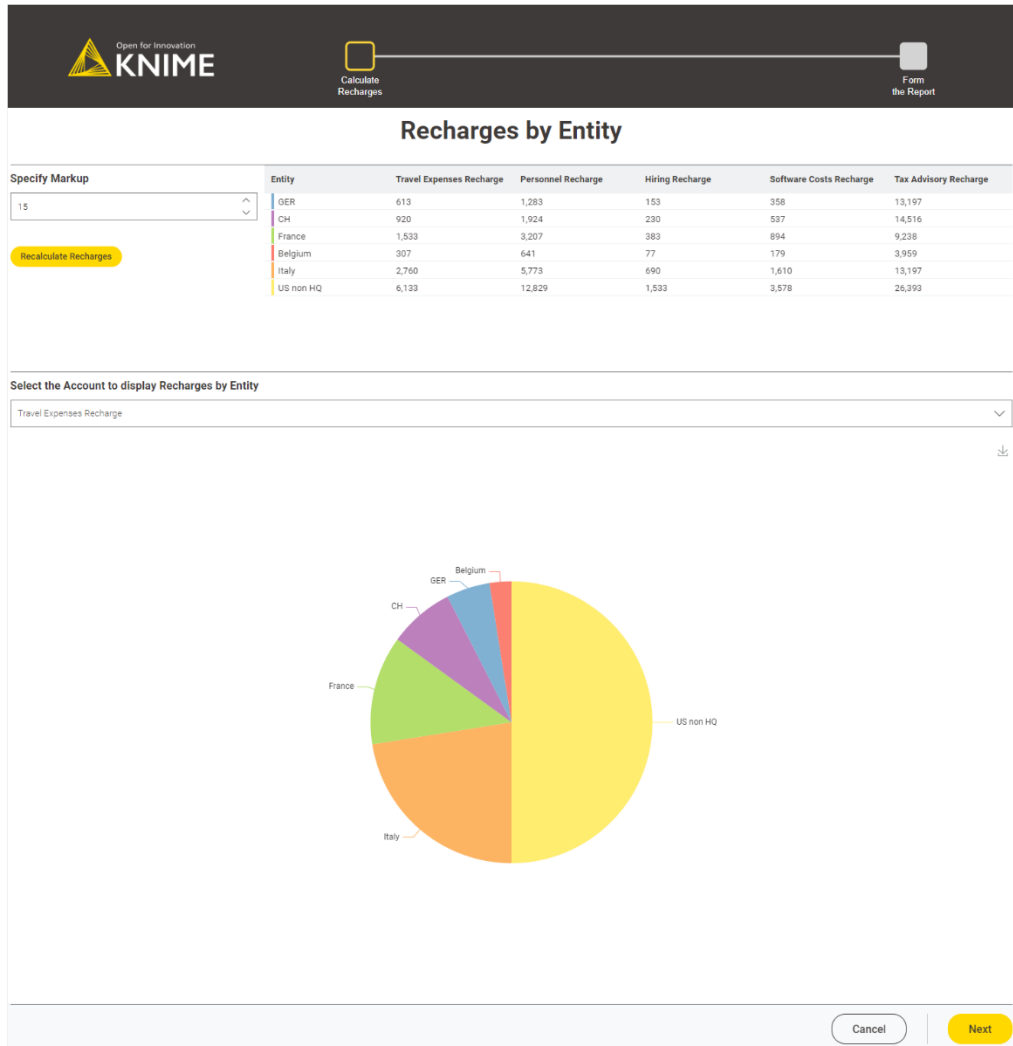 Open for Innovation
KNIME
Calculate
Recharges
Form
the Report
Recharges by Entity
Specify Markup
15
Recalculate Recharges
Entity Travel Expenses Recharge Personnel Recharge Hiring Recharge Software Costs Recharge Tax Advisory Recharge
GER 613 1,283 153 358 13,197
CH 920 1,924 230 537 14,516
France 1,533 3,207 383 894 9,238
Belgium 307 641 77 179 3,959
Italy 2,760 5,773 690 1,610 13,197
US non HQ 6,133 12,829 1,533 3,578 26,393
Select the Account to display Recharges by Entity
Travel Expenses Recharge
Belgium
GER
CH
France
US non HQ
Italy
Cancel
Next